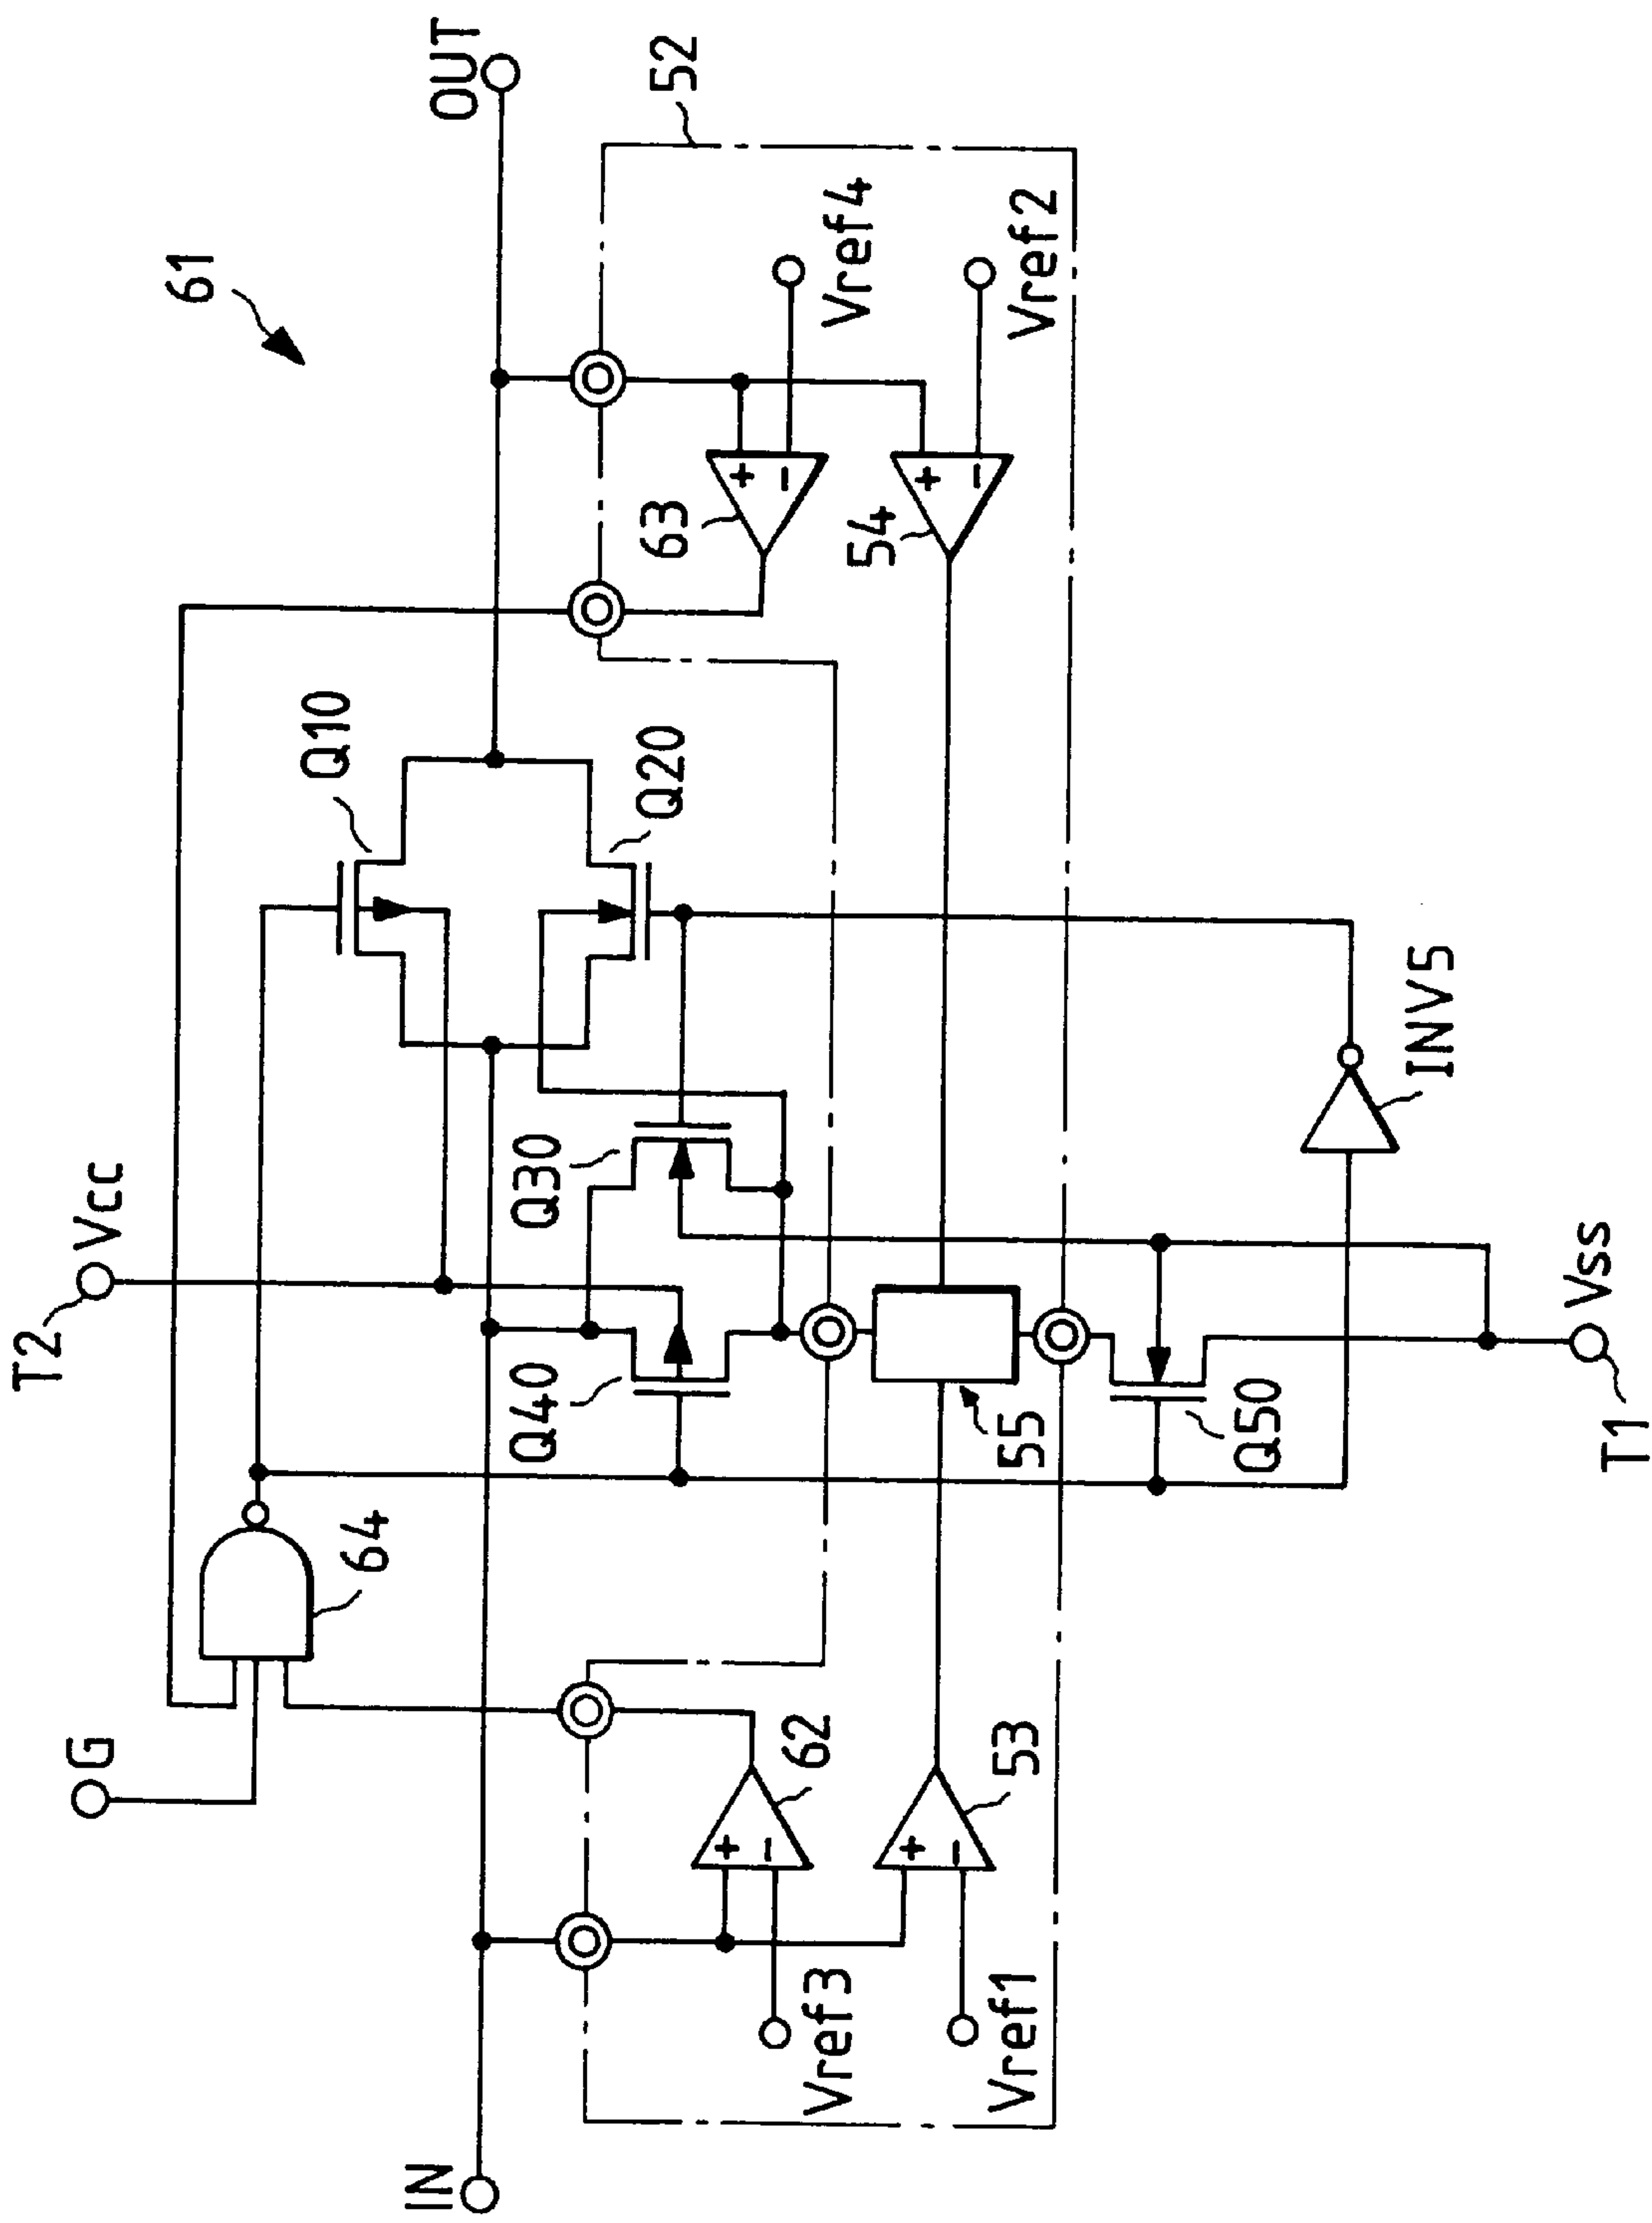 61
OUT
52
T2
Vcc
G
64
Q10
Q20
Q30
Q40
63
54
Vref4
Vref2
+
−
+
−
62
53
+
−
+
−
Vref3
Vref1
IN
55
Q50
INV5
Vss
T1